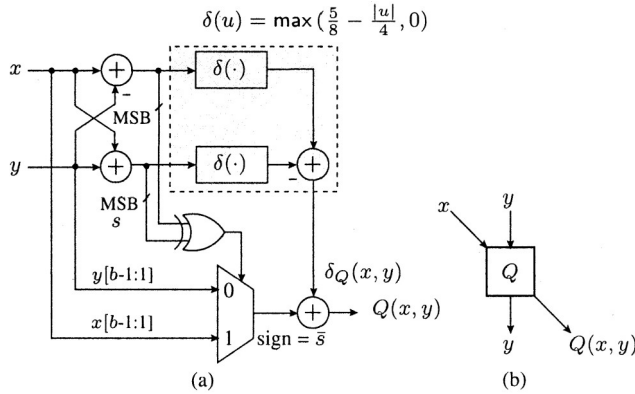 δ(u) = max (5/8 − |u|/4, 0)
x
+
δ(·)
−
MSB
y
+
δ(·)
−
+
MSB
s
x
y
y[b-1:1]
0
δ_Q(x, y)
Q
+
Q(x, y)
x[b-1:1]
1
sign = s̄
y
Q(x, y)
(a)
(b)